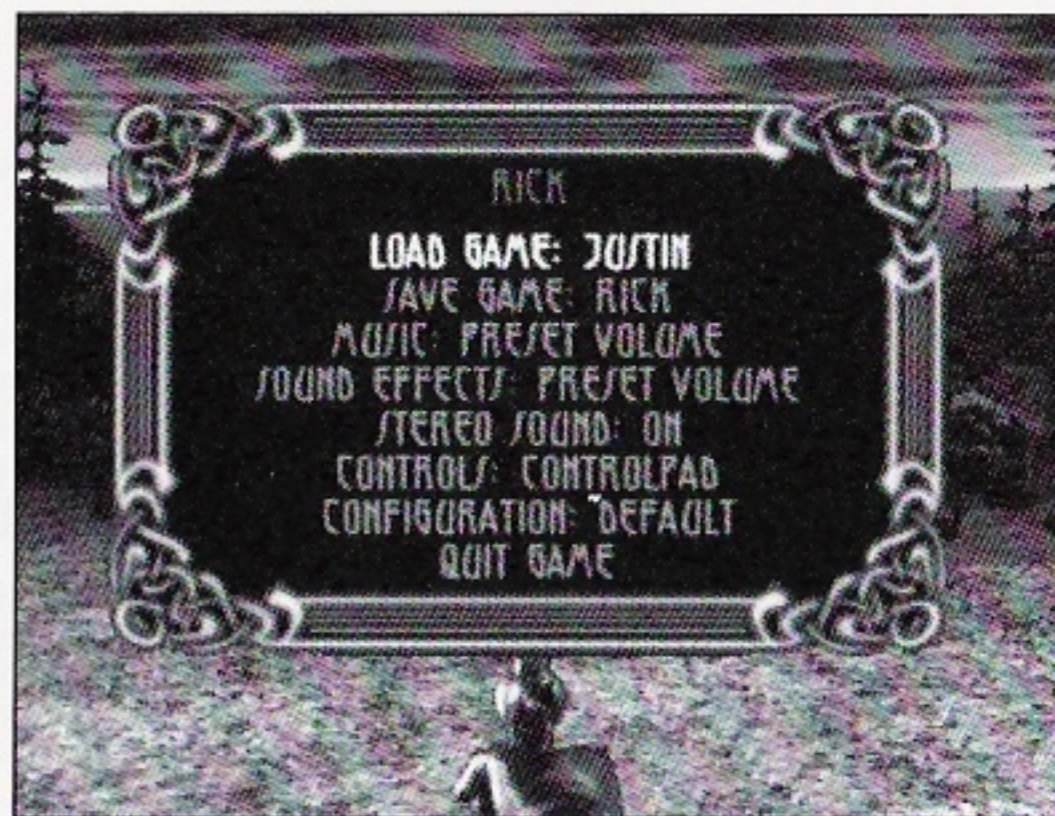 RICK
LOAD GAME: JUSTIN
SAVE GAME: RICK
MUSIC: PRESET VOLUME
SOUND EFFECTS: PRESET VOLUME
STEREO SOUND: ON
CONTROLS: CONTROLPAD
CONFIGURATION: DEFAULT
QUIT GAME